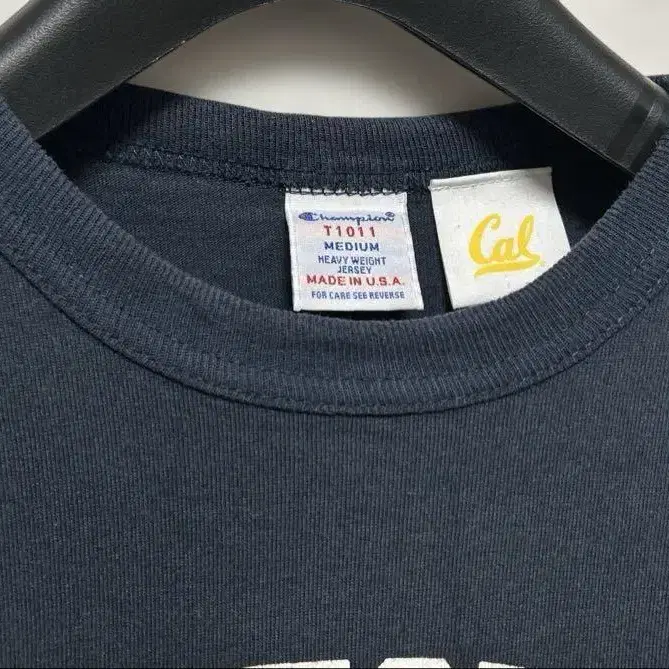 Champion
T1011
MEDIUM
HEAVY WEIGHT
JERSEY
MADE IN U.S.A.
FOR CARE SEE REVERSE
Cal